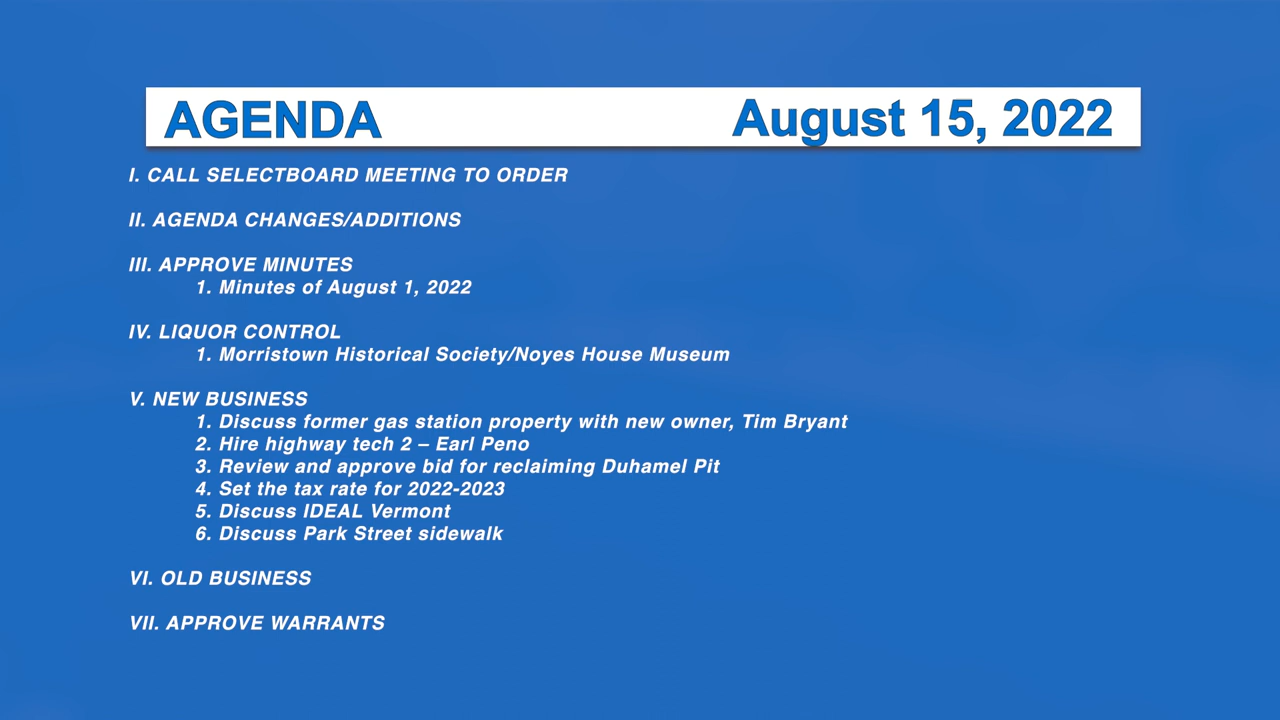 AGENDA August 15, 2022
I. CALL SELECTBOARD MEETING TO ORDER
II. AGENDA CHANGES/ADDITIONS
III. APPROVE MINUTES
1. Minutes of August 1, 2022
IV. LIQUOR CONTROL
1. Morristown Historical Society/Noyes House Museum
V. NEW BUSINESS
1. Discuss former gas station property with new owner, Tim Bryant
2. Hire highway tech 2 – Earl Peno
3. Review and approve bid for reclaiming Duhamel Pit
4. Set the tax rate for 2022-2023
5. Discuss IDEAL Vermont
6. Discuss Park Street sidewalk
VI. OLD BUSINESS
VII. APPROVE WARRANTS